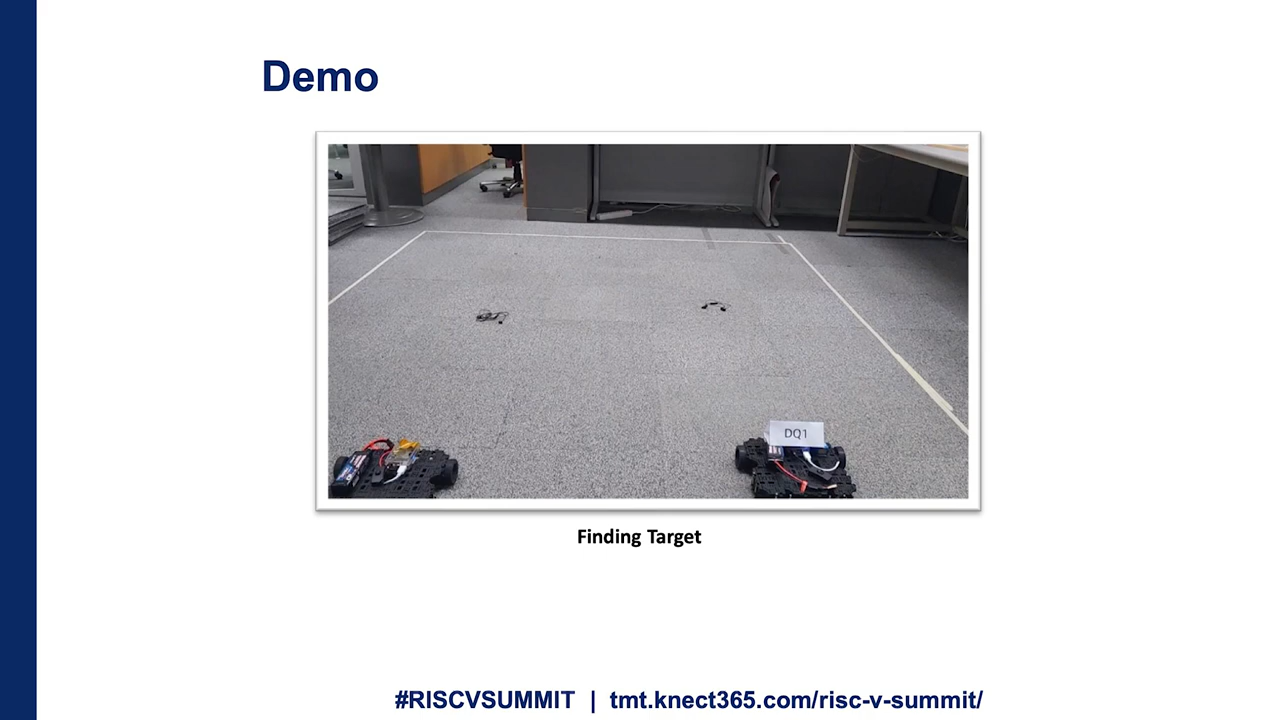 Demo
DQ1
Finding Target
#RISCVSUMMIT | tmt.knect365.com/risc-v-summit/